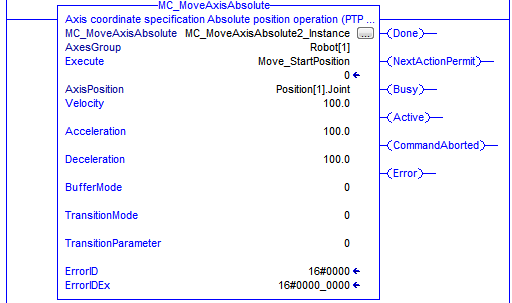 MC_MoveAxisAbsolute
Axis coordinate specification Absolute position operation (PTP ...
MC_MoveAxisAbsolute MC_MoveAxisAbsolute2_Instance ... (Done)
AxesGroup Robot[1]
Execute Move_StartPosition (NextActionPermit)
0
AxisPosition Position[1].Joint (Busy)
Velocity 100.0
(Active)
Acceleration 100.0
(CommandAborted)
Deceleration 100.0
(Error)
BufferMode 0
TransitionMode 0
TransitionParameter 0
ErrorID 16#0000
ErrorIDEx 16#0000_0000